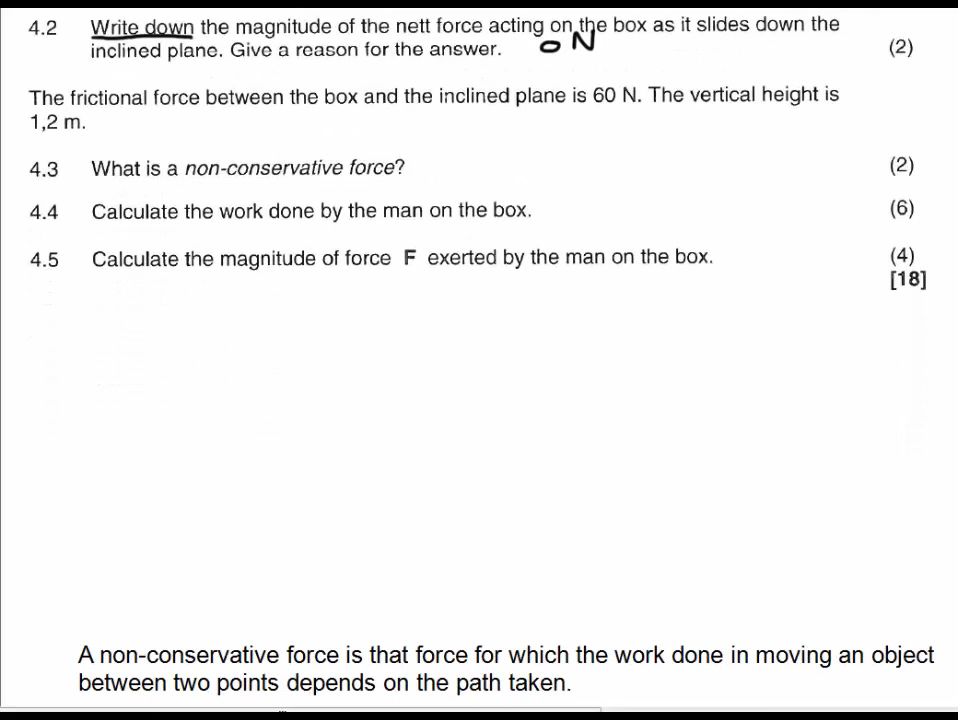 4.2 Write down the magnitude of the nett force acting on the box as it slides down the
inclined plane. Give a reason for the answer. 0 N (2)
The frictional force between the box and the inclined plane is 60 N. The vertical height is
1,2 m.
4.3 What is a non-conservative force? (2)
4.4 Calculate the work done by the man on the box. (6)
4.5 Calculate the magnitude of force F exerted by the man on the box. (4)
[18]
A non-conservative force is that force for which the work done in moving an object
between two points depends on the path taken.